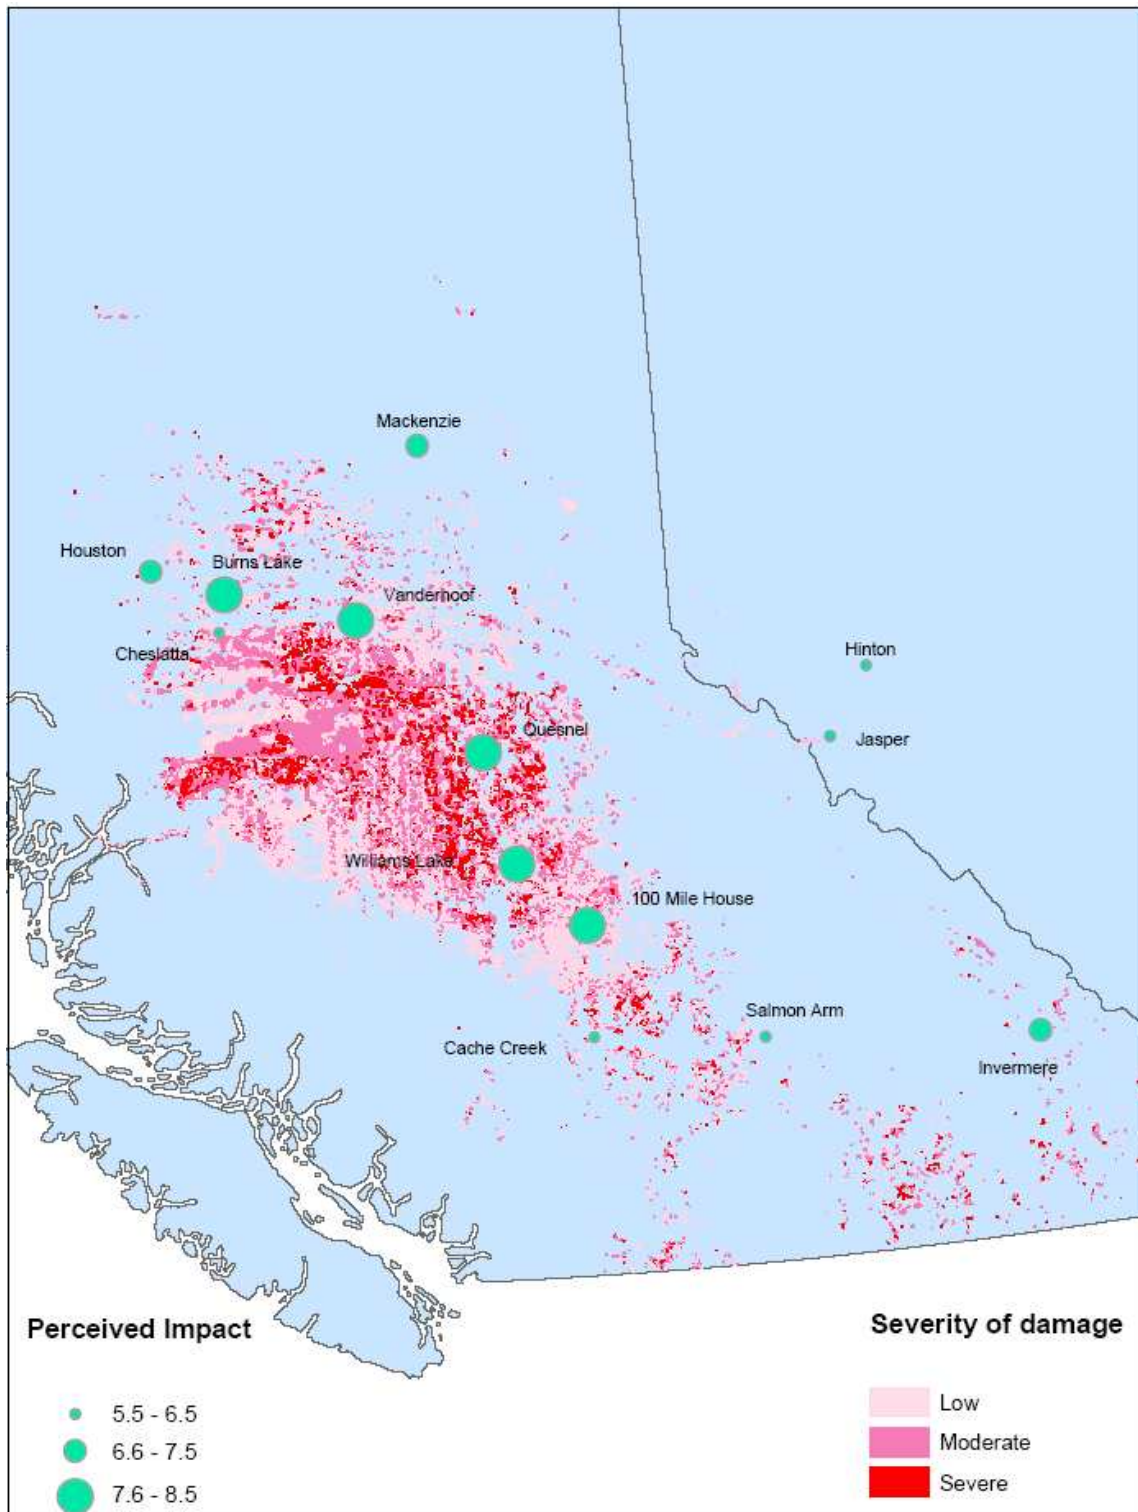 Mackenzie
Houston
Burns Lake
Vanderhoof
Cheslatta
Hinton
Quesnel
Jasper
Williams Lake
100 Mile House
Salmon Arm
Cache Creek
Invermere
Perceived Impact
5.5 - 6.5
6.6 - 7.5
7.6 - 8.5
Severity of damage
Low
Moderate
Severe